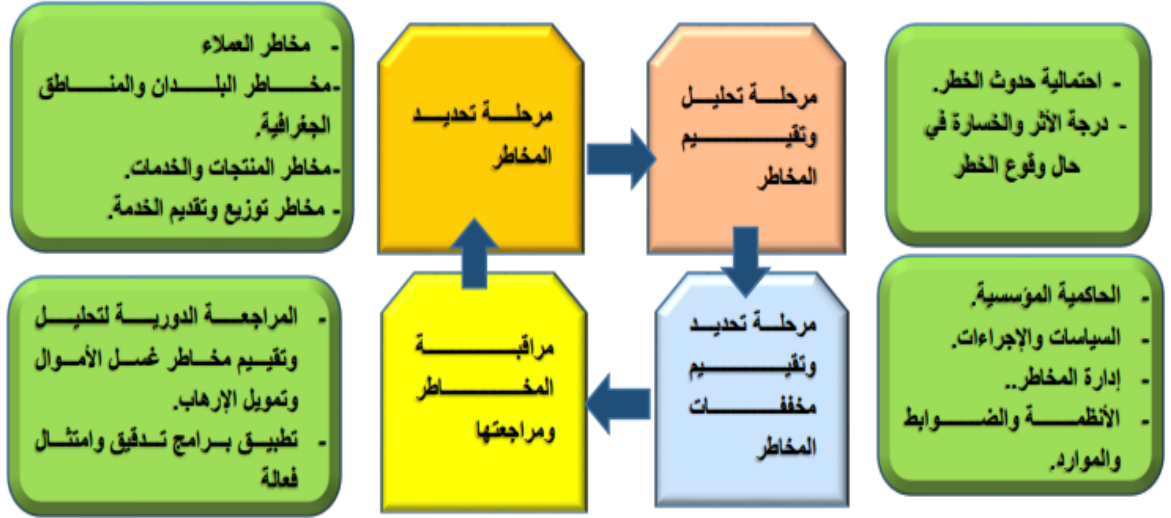 - مخاطر العملاء
-مخاطر البلدان والمناطق
الجغرافية.
-مخاطر المنتجات والخدمات.
- مخاطر توزيع وتقديم الخدمة.
مرحلة تحديد
المخاطر
مرحلة تحليل
وتقييم
المخاطر
- احتمالية حدوث الخطر.
- درجة الأثر والخسارة في
حال وقوع الخطر
- الحاكمية المؤسسية.
- السياسات والإجراءات.
- إدارة المخاطر..
- الأنظمة والضوابط
والموارد.
مرحلة تحديد
وتقييم
مخففات
المخاطر
مراقبة
المخاطر
ومراجعتها
- المراجعة الدورية لتحليل
وتقييم مخاطر غسل الأموال
وتمويل الإرهاب.
- تطبيق برامج تدقيق وامتثال
فعالة